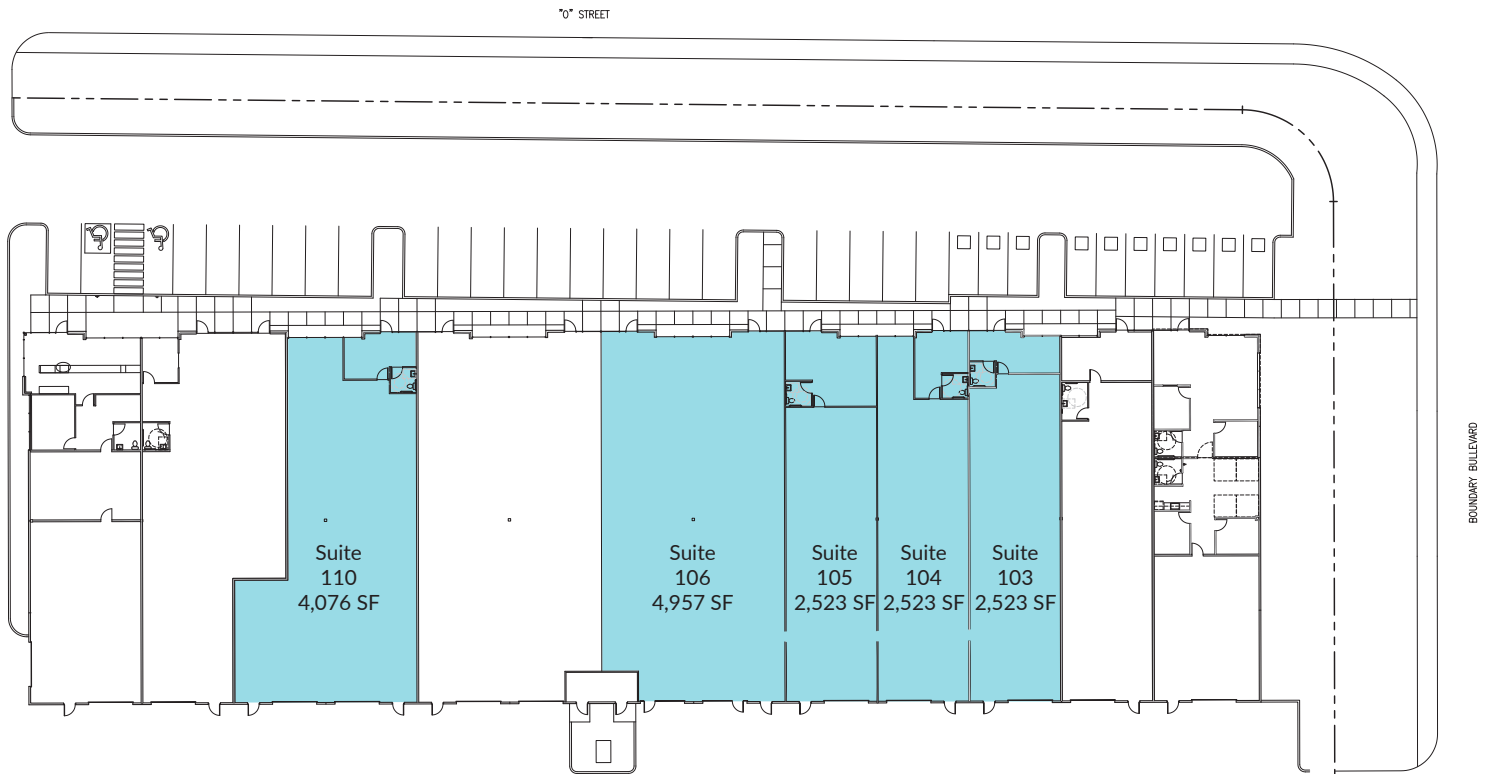 "O" STREET
BOUNDARY BULLEVARD
Suite
110
4,076 SF
Suite
106
4,957 SF
Suite
105
2,523 SF
Suite
104
2,523 SF
Suite
103
2,523 SF